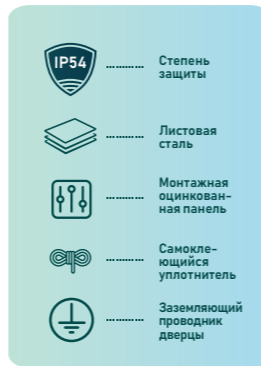 IP54
Степень
защиты
Листовая
сталь
Монтажная
оцинкован-
ная панель
Самокле-
ющийся
уплотнитель
Заземляющий
проводник
дверцы